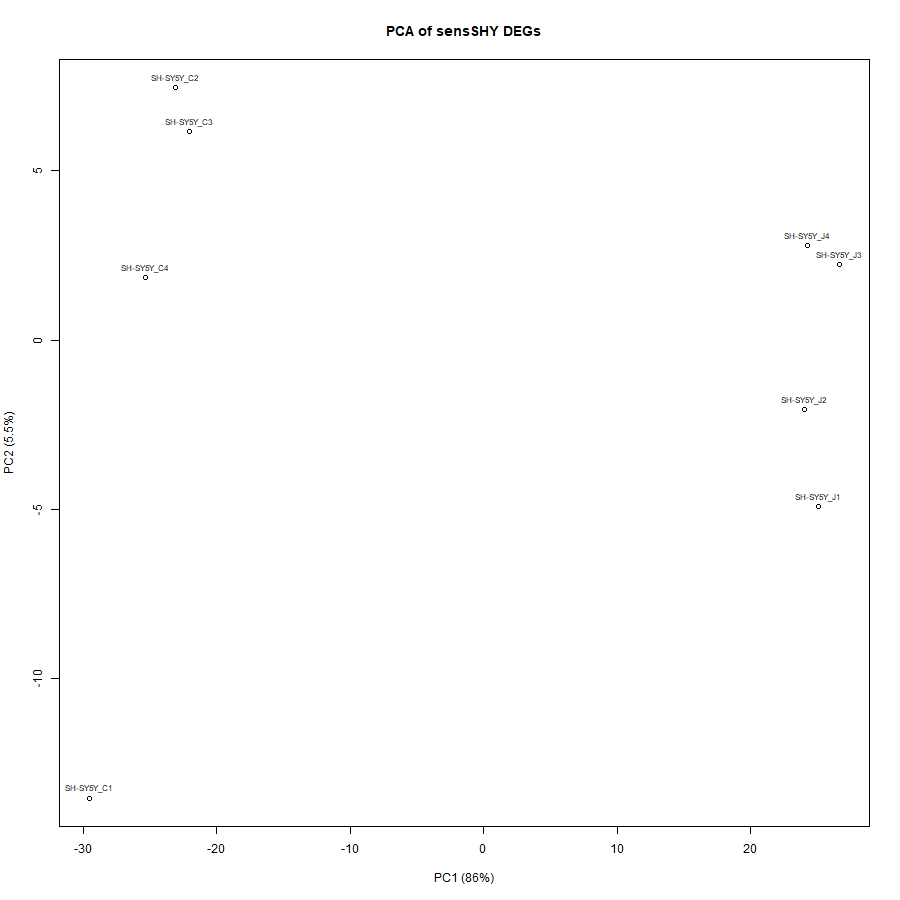 PCA of sensSHY DEGs
SH-SY5Y_C2
SH-SY5Y_C3
5
SH-SY5Y_J4
SH-SY5Y_J3
SH-SY5Y_C4
0
SH-SY5Y_J2
PC2 (5.5%)
SH-SY5Y_J1
-5
-10
SH-SY5Y_C1
-30 -20 -10 0 10 20
PC1 (86%)